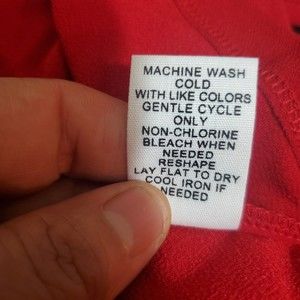 MACHINE WASH
COLD
WITH LIKE COLORS
GENTLE CYCLE
ONLY
NON-CHLORINE
BLEACH WHEN
NEEDED
RESHAPE
LAY FLAT TO DRY
COOL IRON IF
NEEDED